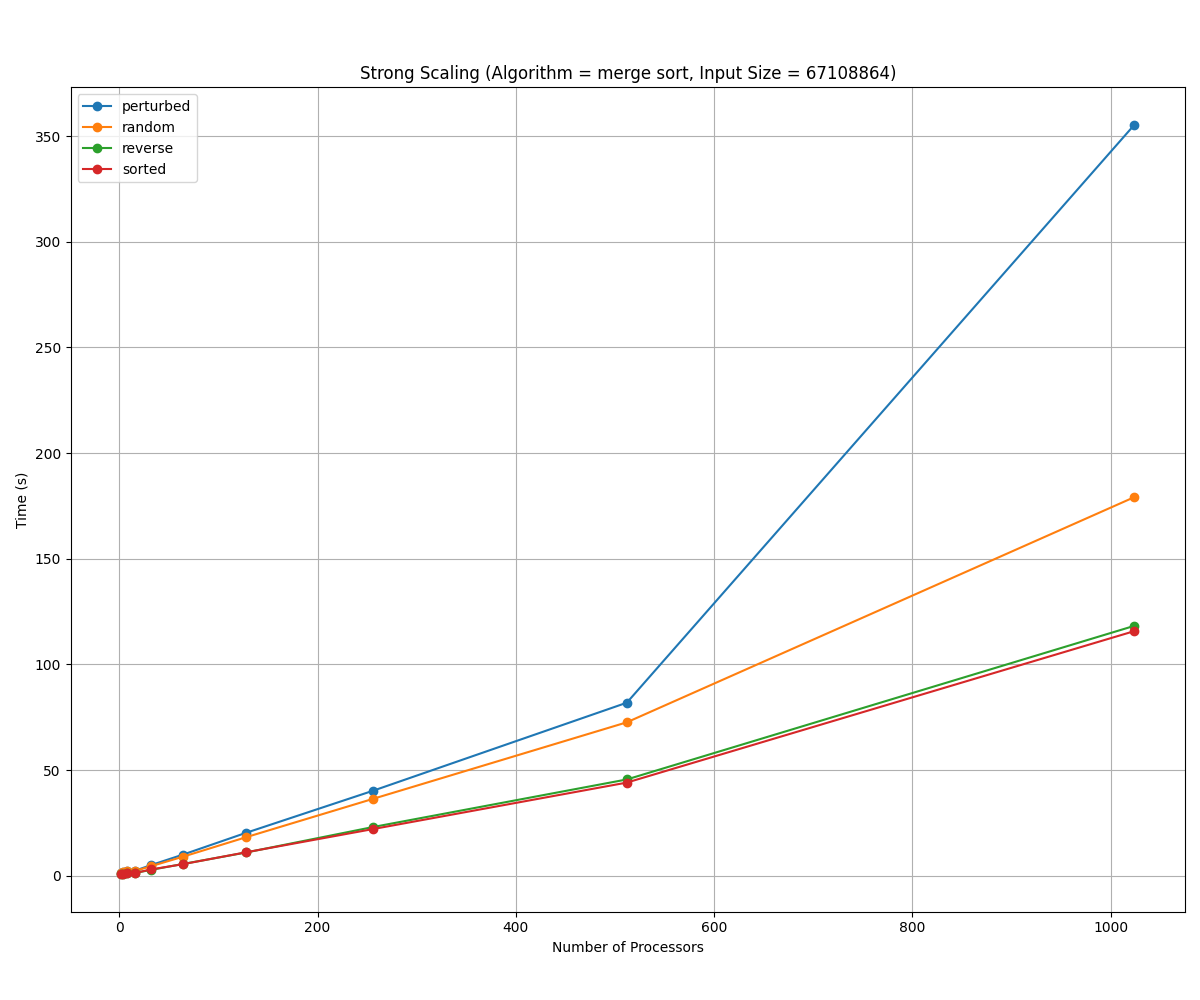 Strong Scaling (Algorithm = merge sort, Input Size = 67108864)
perturbed
random
reverse
sorted
350
300
250
200
150
100
50
0
Time (s)
0 200 400 600 800 1000
Number of Processors